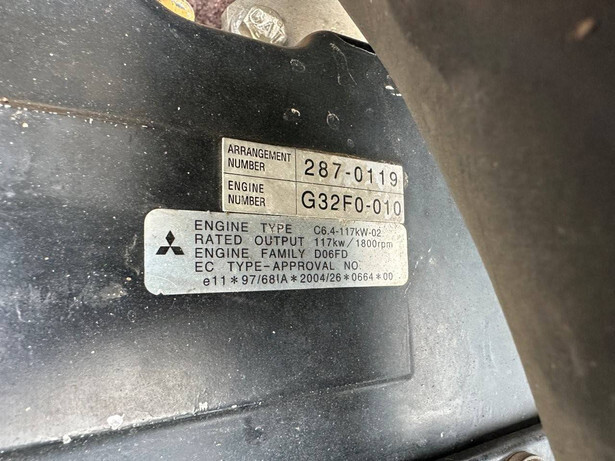 ARRANGEMENT NUMBER 287-0119
ENGINE NUMBER G32F0-010
ENGINE TYPE C6.4-117kW-02
RATED OUTPUT 117kw/1800rpm
ENGINE FAMILY D06FD
EC TYPE-APPROVAL NO.
e11*97/68IA*2004/26*0664*00